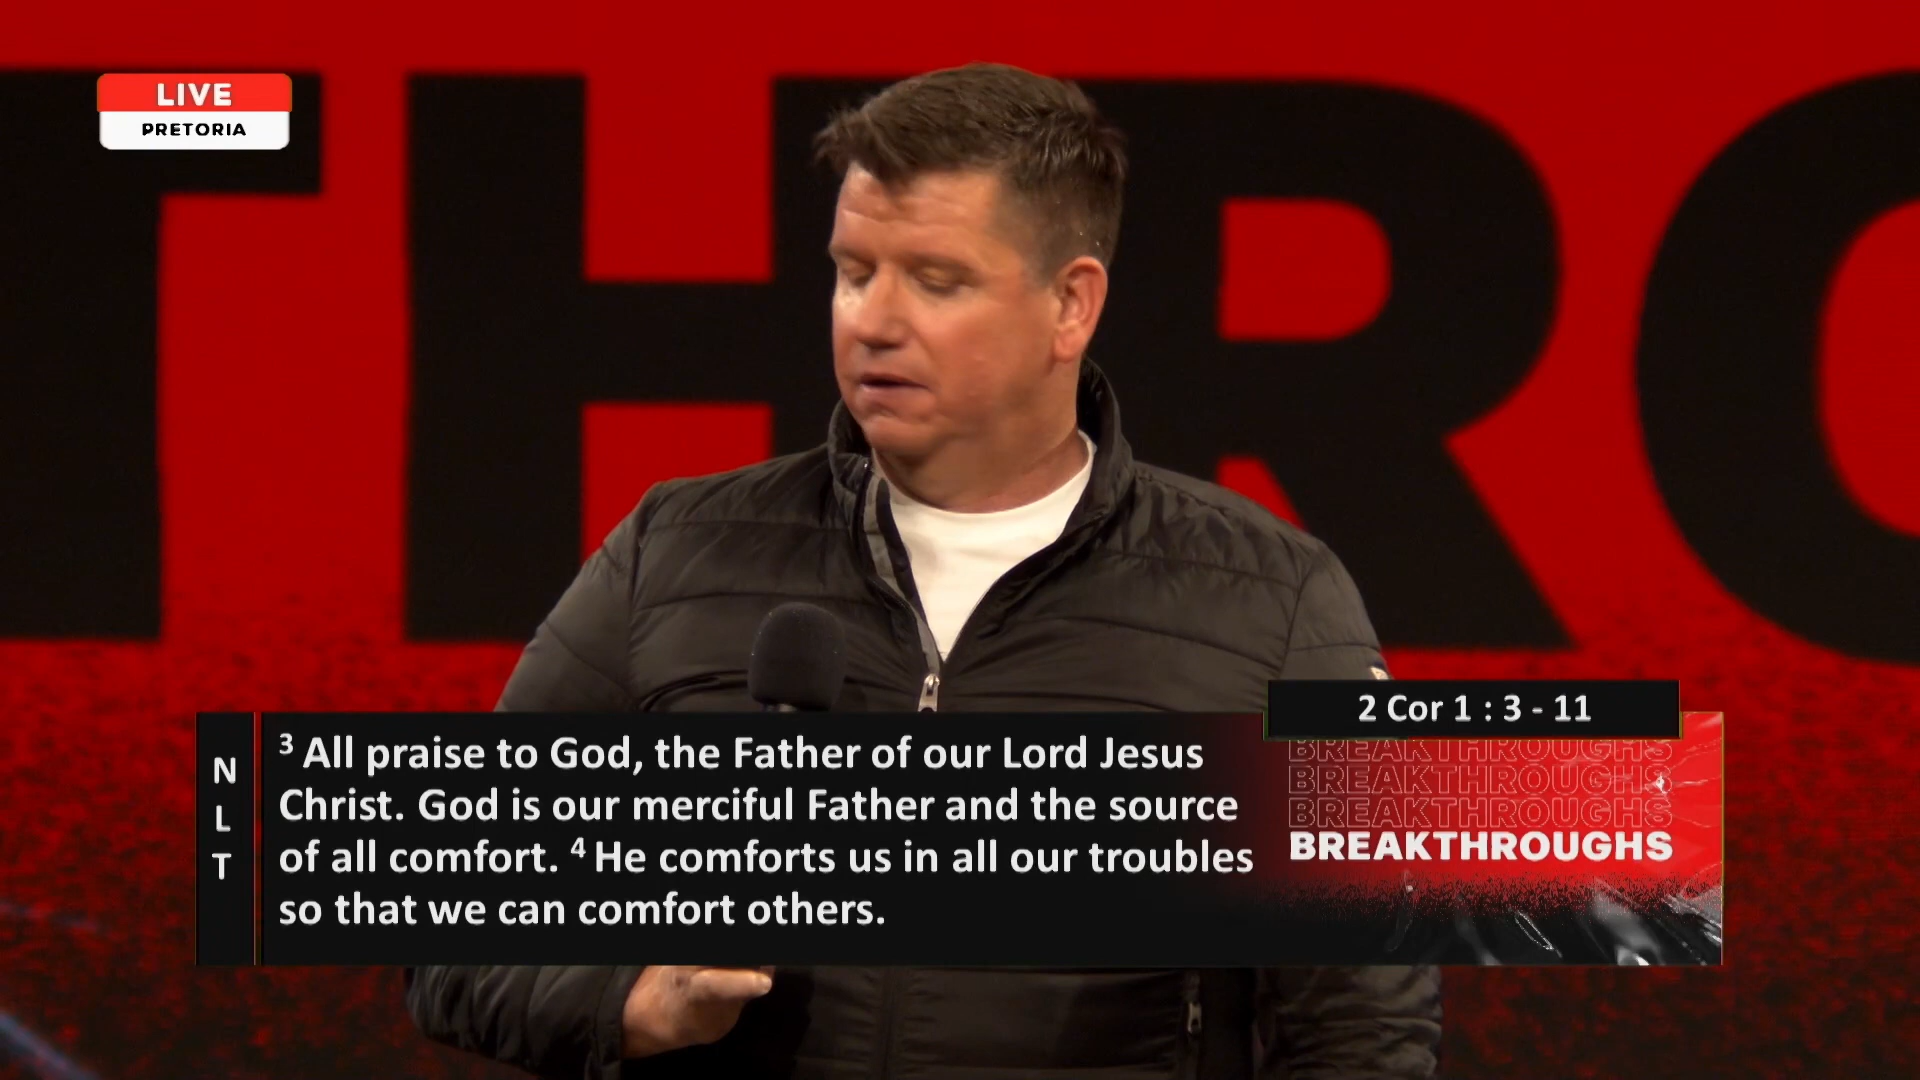 LIVE
PRETORIA
THRO
2 Cor 1 : 3 - 11
N
L
T
3 All praise to God, the Father of our Lord Jesus
Christ. God is our merciful Father and the source
of all comfort. 4 He comforts us in all our troubles
so that we can comfort others.
BREAKTHROUGHS
BREAKTHROUGHS
BREAKTHROUGHS
BREAKTHROUGHS